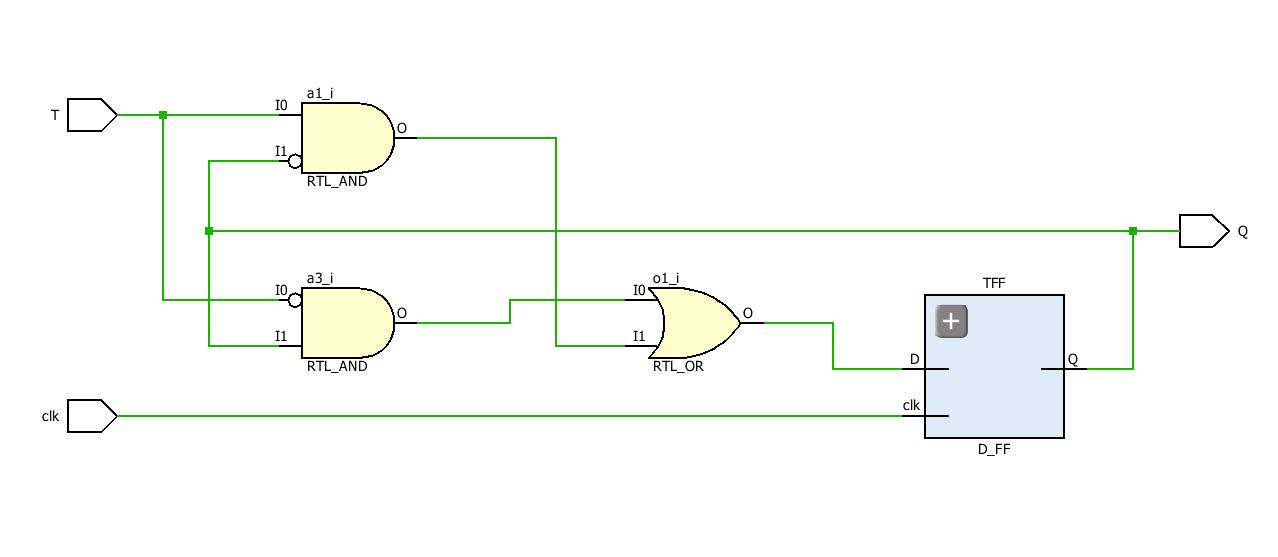 a1_i
T
I0
O
I1
RTL_AND
Q
a3_i
o1_i
TFF
I0
I0
+
O
O
I1
I1
D
Q
RTL_AND
RTL_OR
clk
clk
D_FF